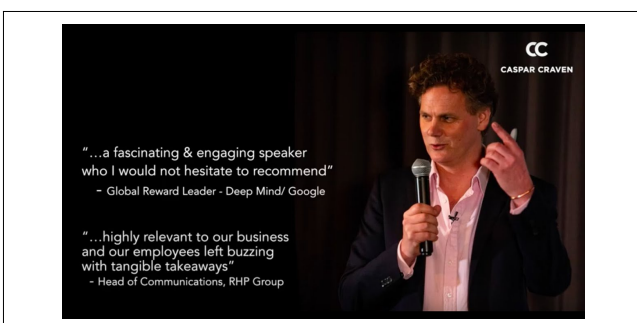 CC
CASPAR CRAVEN
“...a fascinating & engaging speaker
who I would not hesitate to recommend”
- Global Reward Leader - Deep Mind/ Google
“...highly relevant to our business
and our employees left buzzing
with tangible takeaways”
- Head of Communications, RHP Group